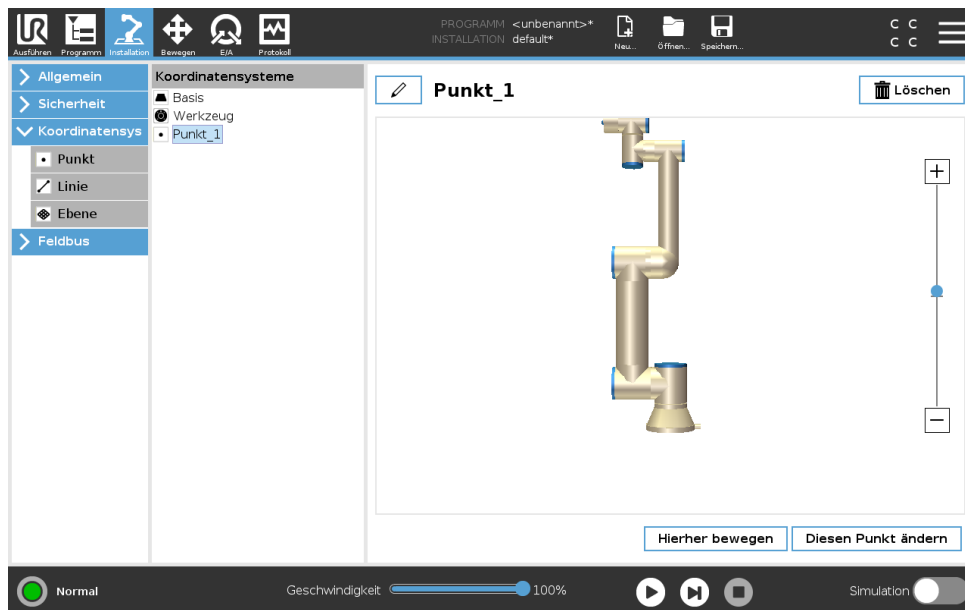 PROGRAMM <unbenannt>*
INSTALLATION default*
Ausführen Programm Installation Bewegen E/A Protokoll Neu... Öffnen... Speichern...
C C
C C
Allgemein
Sicherheit
Koordinatensys
Punkt
Linie
Ebene
Feldbus
Koordinatensysteme
Basis
Werkzeug
Punkt_1
Punkt_1
Löschen
Hierher bewegen
Diesen Punkt ändern
Normal
Geschwindigkeit
100%
Simulation